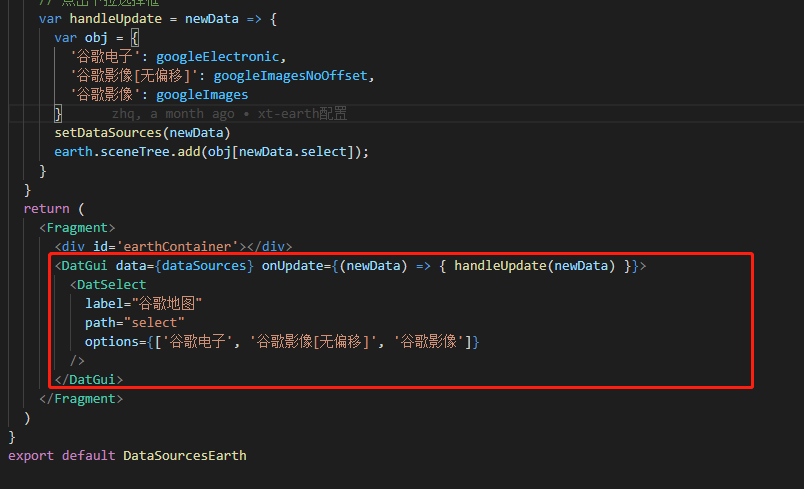 // 点击下拉选择框
var handleUpdate = newData => {
var obj = {
'谷歌电子': googleElectronic,
'谷歌影像[无偏移]': googleImagesNoOffset,
'谷歌影像': googleImages
} zhq, a month ago • xt-earth配置
setDataSources(newData)
earth.sceneTree.add(obj[newData.select]);
}
}
return (
<Fragment>
<div id='earthContainer'></div>
<DatGui data={dataSources} onUpdate={(newData) => { handleUpdate(newData) }}>
<DatSelect
label="谷歌地图"
path="select"
options={['谷歌电子', '谷歌影像[无偏移]', '谷歌影像']}
/>
</DatGui>
</Fragment>
)
}
export default DataSourcesEarth